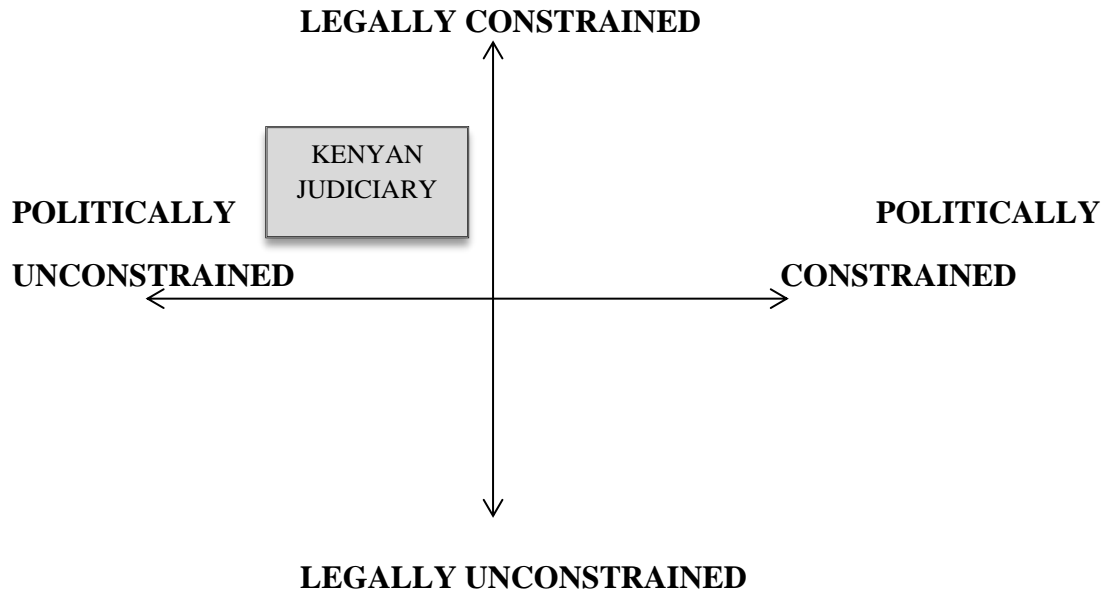 LEGALLY CONSTRAINED
KENYAN
JUDICIARY
POLITICALLY
POLITICALLY
UNCONSTRAINED
CONSTRAINED
LEGALLY UNCONSTRAINED